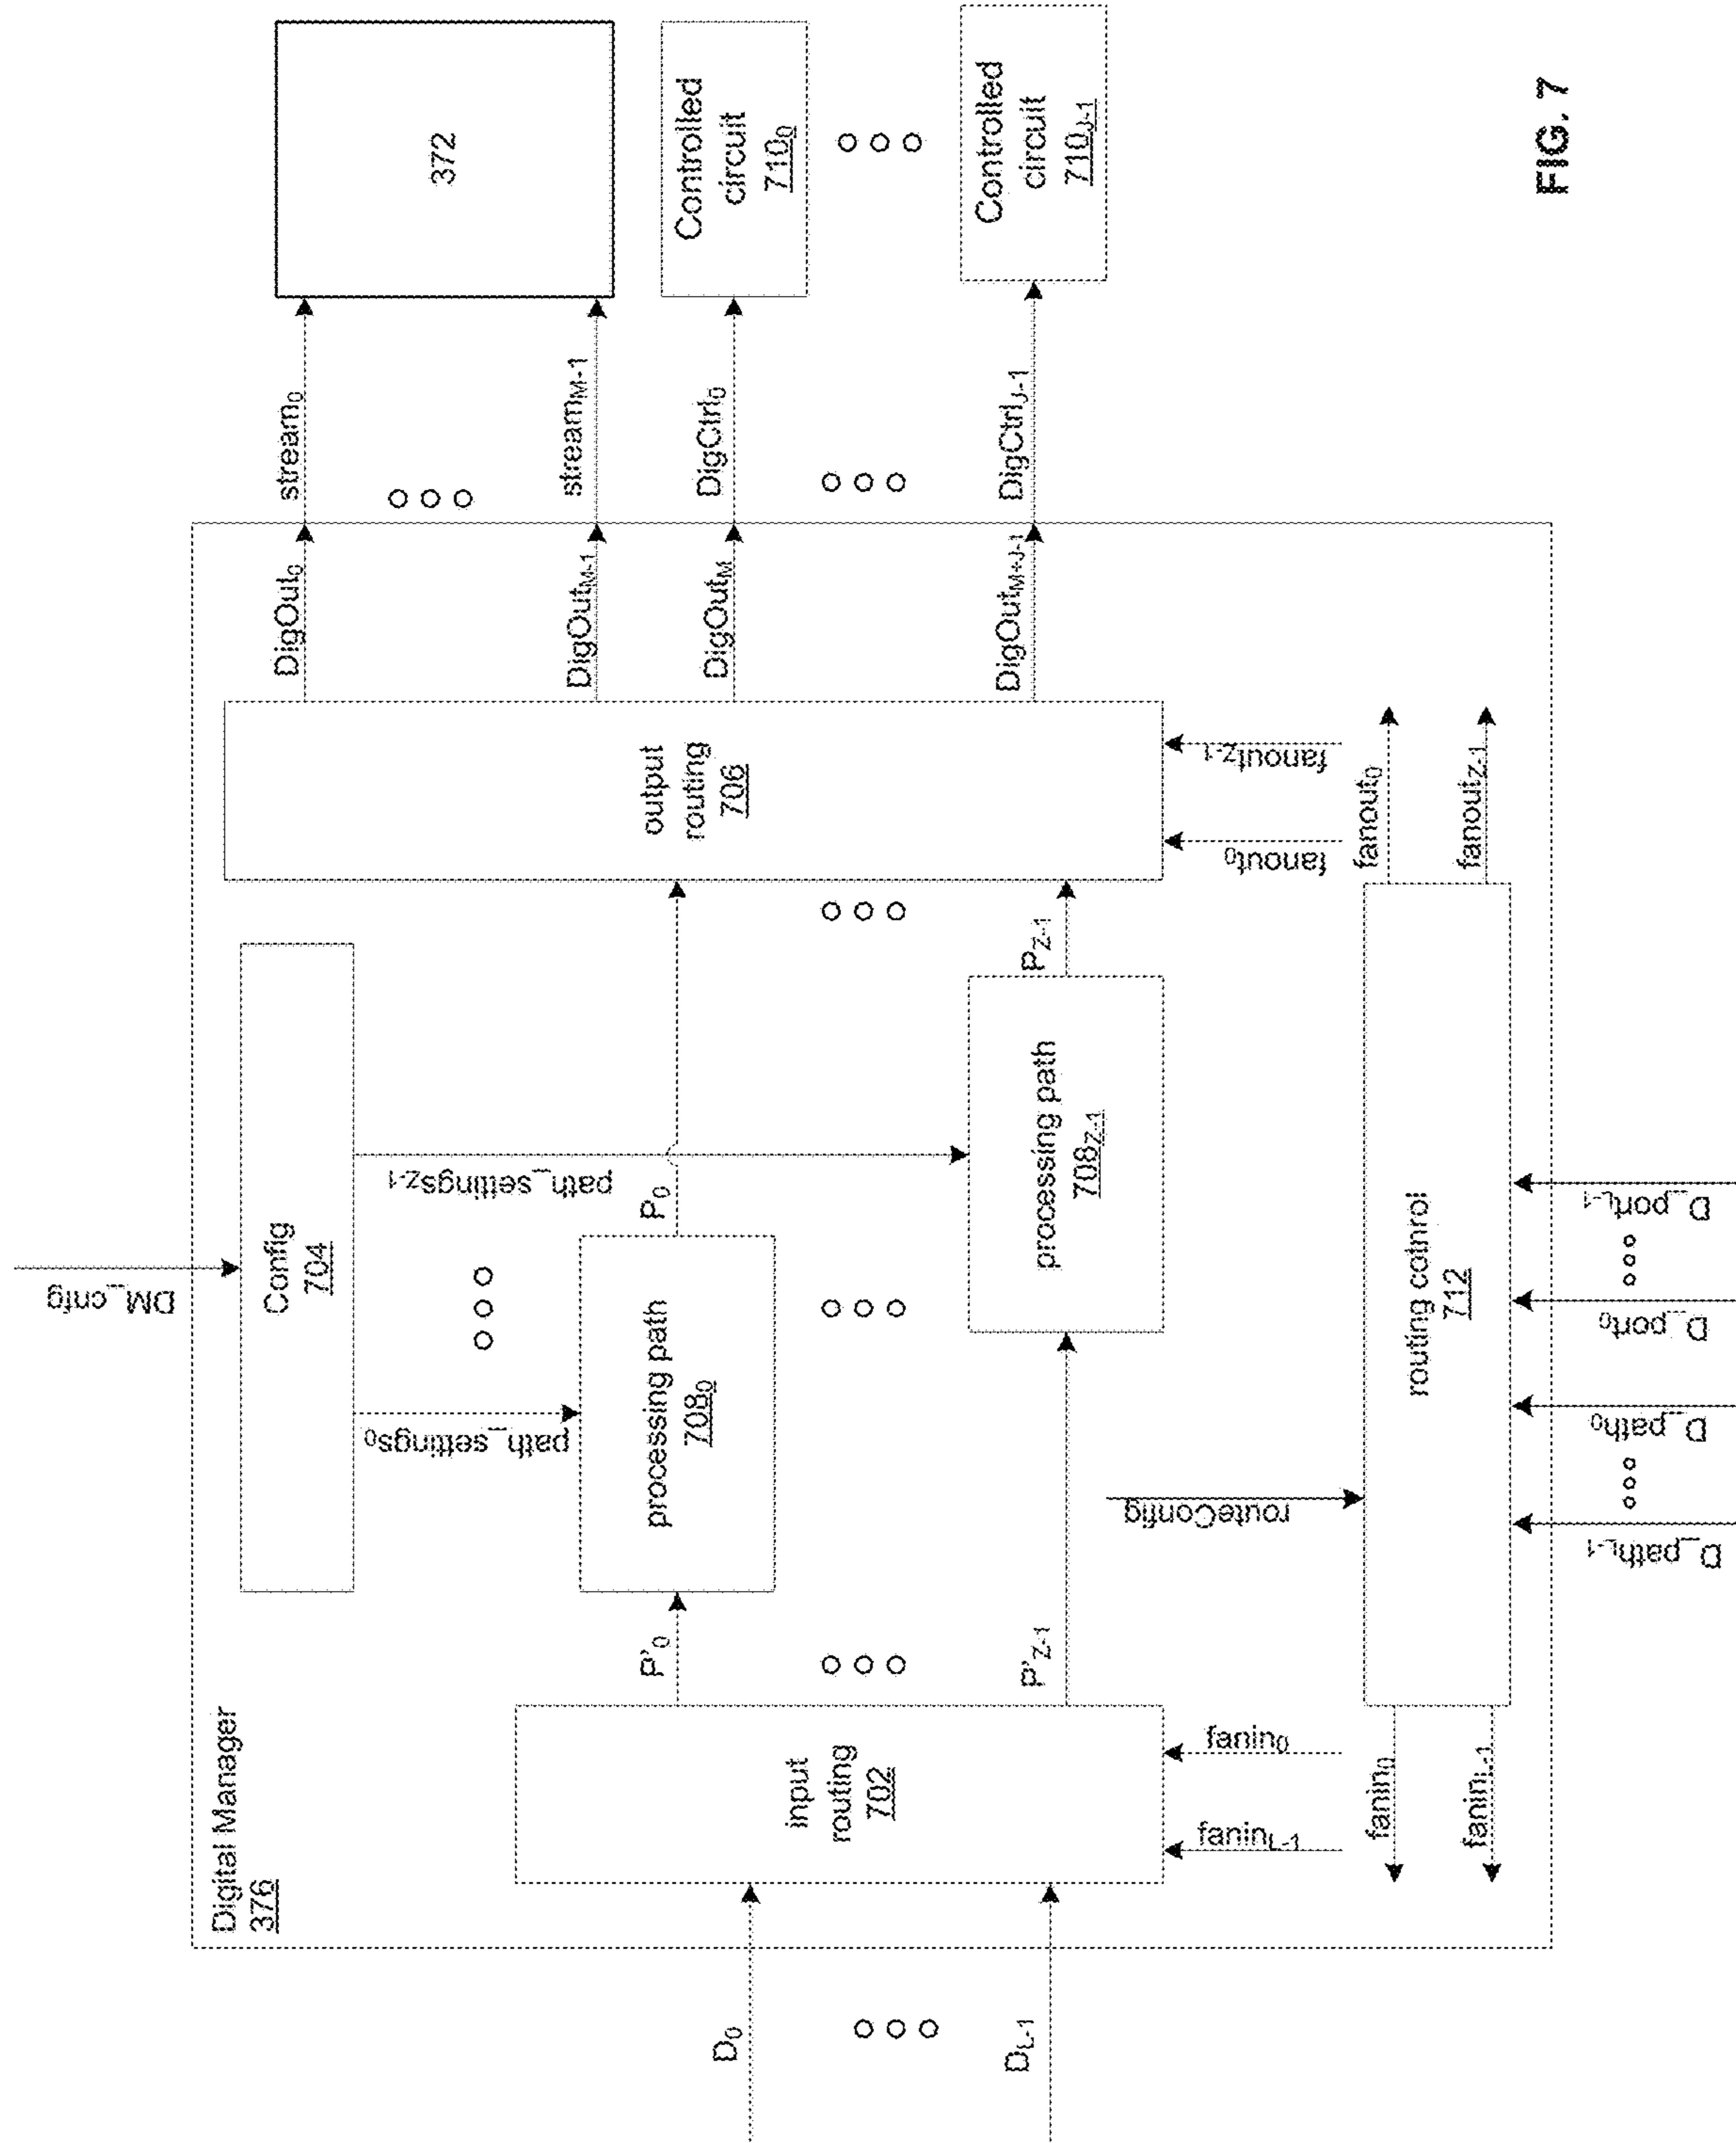 Digital Manager
376
DM_cnfg
Config
704
path_settings0
path_settingsZ-1
D0
DL-1
input
routing
702
P'0
P'Z-1
processing path
7080
P0
processing path
708Z-1
PZ-1
output
routing
706
DigOut0
DigOutM-1
DigOutM
DigOutM+J-1
stream0
streamM-1
DigCtrl0
DigCtrlJ-1
372
Controlled
circuit
7100
Controlled
circuit
710J-1
faninL-1
fanin0
fanout0
fanoutZ-1
routeConfig
fanin0
faninL-1
routing cotnrol
712
fanout0
fanoutZ-1
D_pathL-1
D_path0
D_port0
D_portL-1
FIG. 7